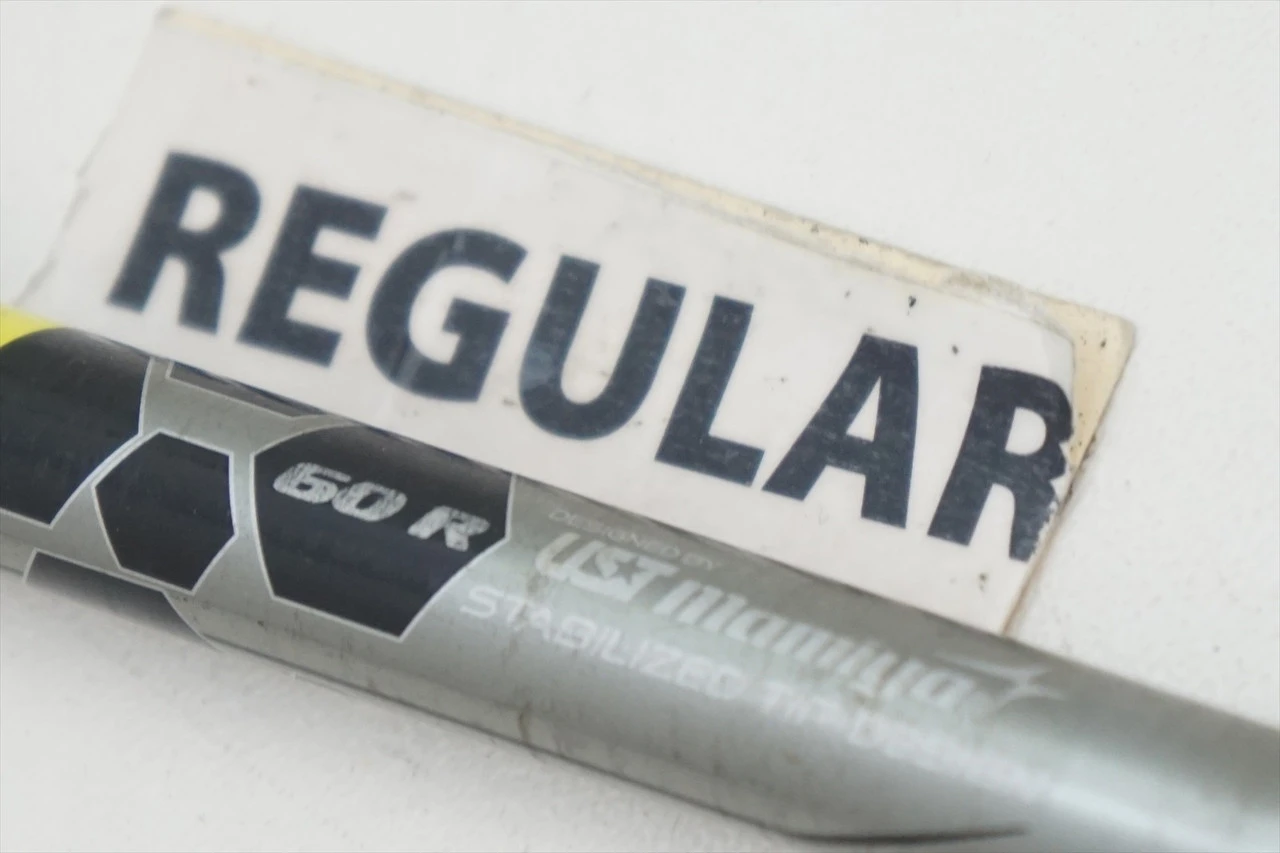 REGULAR
60 R
DESIGNED BY
UST Mamiya
STABILIZED TIP DESIGN